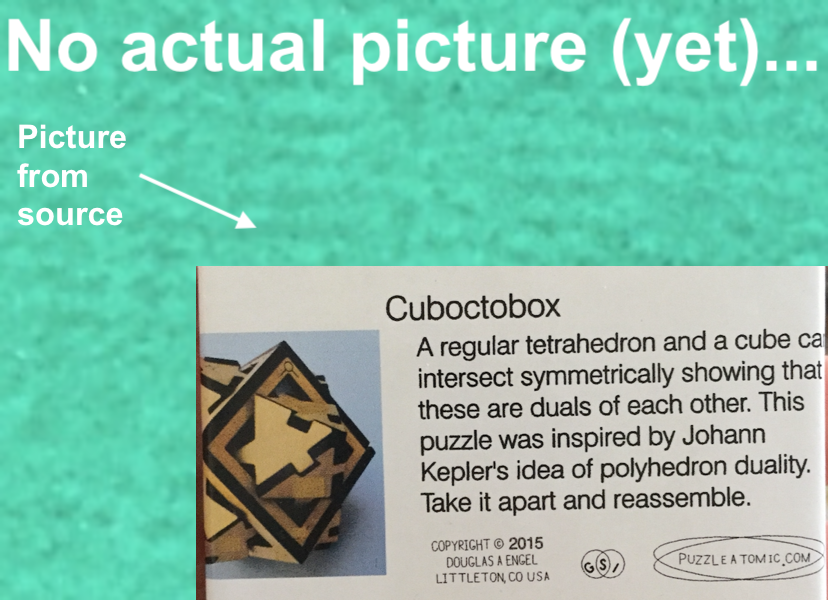 No actual picture (yet)...
Picture
from
source
Cuboctobox
A regular tetrahedron and a cube ca
intersect symmetrically showing that
these are duals of each other. This
puzzle was inspired by Johann
Kepler's idea of polyhedron duality.
Take it apart and reassemble.
COPYRIGHT © 2015
DOUGLAS A ENGEL
LITTLETON, CO USA
GSI
PUZZLEATOMIC.COM